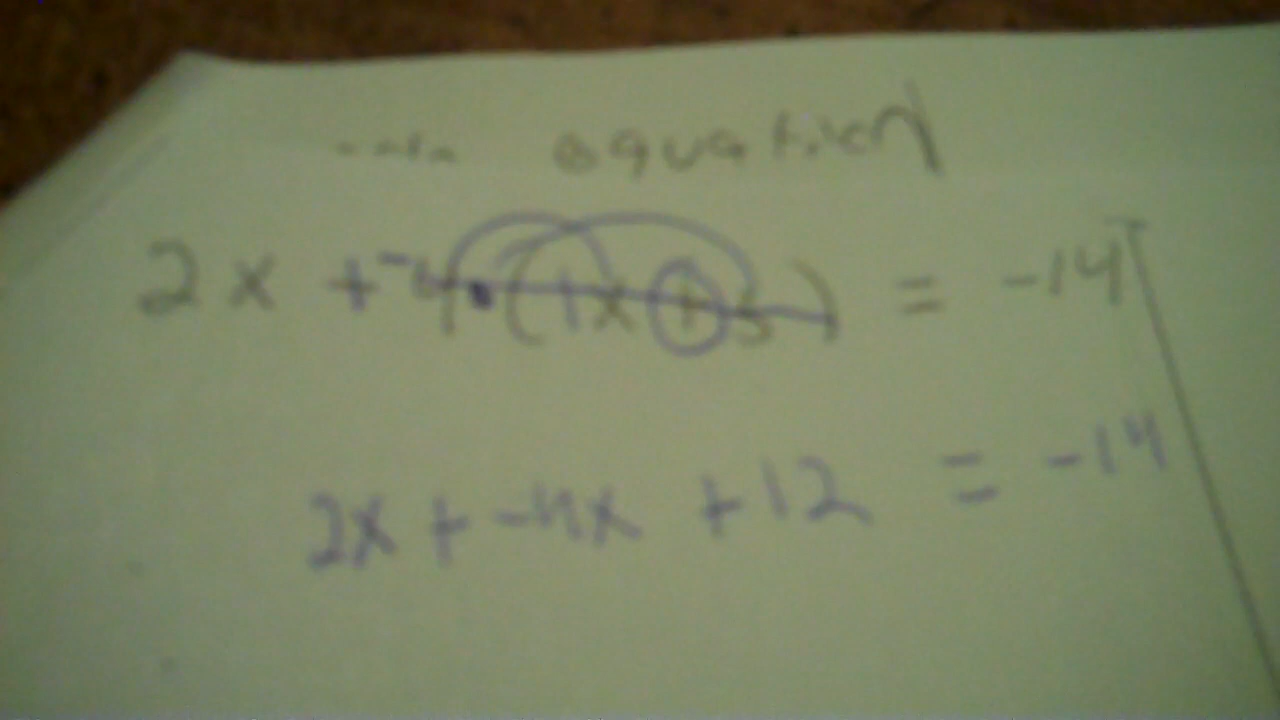 equation
2x + -4 • (1x + 3) = -14
2x + -4x + 12 = -14